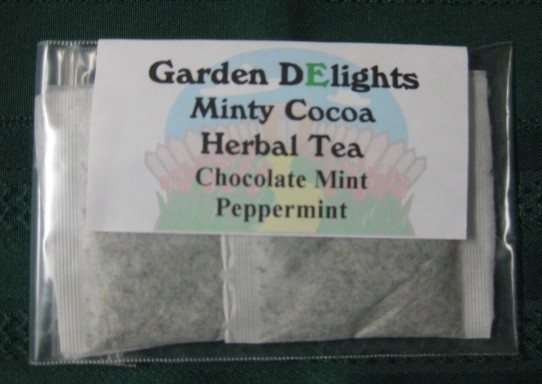 Garden DElights
Minty Cocoa
Herbal Tea
Chocolate Mint
Peppermint